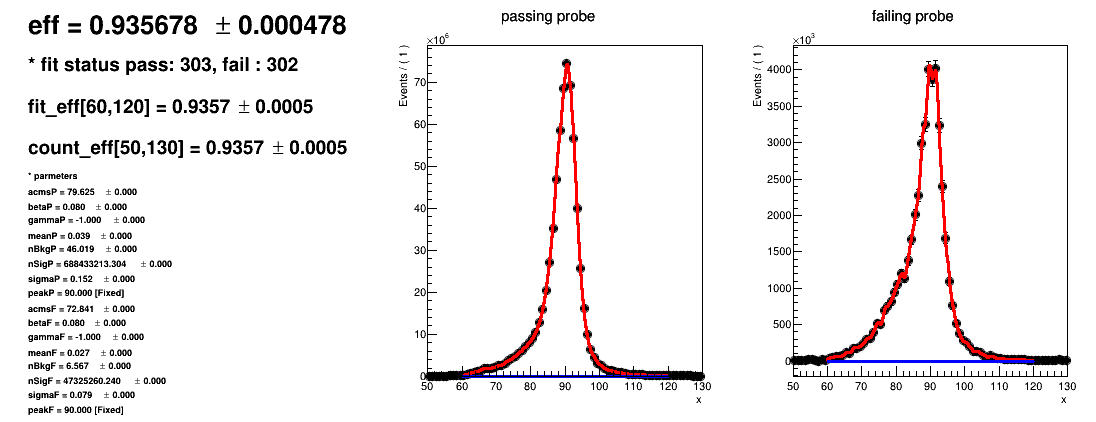 eff = 0.935678 ± 0.000478
* fit status pass: 303, fail : 302
fit_eff[60,120] = 0.9357 ± 0.0005
count_eff[50,130] = 0.9357 ± 0.0005
* parmeters
acmsP = 79.625 ± 0.000
betaP = 0.080 ± 0.000
gammaP = -1.000 ± 0.000
meanP = 0.039 ± 0.000
nBkgP = 46.019 ± 0.000
nSigP = 688433213.304 ± 0.000
sigmaP = 0.152 ± 0.000
peakP = 90.000 [Fixed]
acmsF = 72.841 ± 0.000
betaF = 0.080 ± 0.000
gammaF = -1.000 ± 0.000
meanF = 0.027 ± 0.000
nBkgF = 6.567 ± 0.000
nSigF = 47325260.240 ± 0.000
sigmaF = 0.079 ± 0.000
peakF = 90.000 [Fixed]
passing probe
×10⁶
Events / ( 1 )
70
60
50
40
30
20
10
0
50 60 70 80 90 100 110 120 130
x
failing probe
×10³
Events / ( 1 )
4000
3500
3000
2500
2000
1500
1000
500
0
50 60 70 80 90 100 110 120 130
x